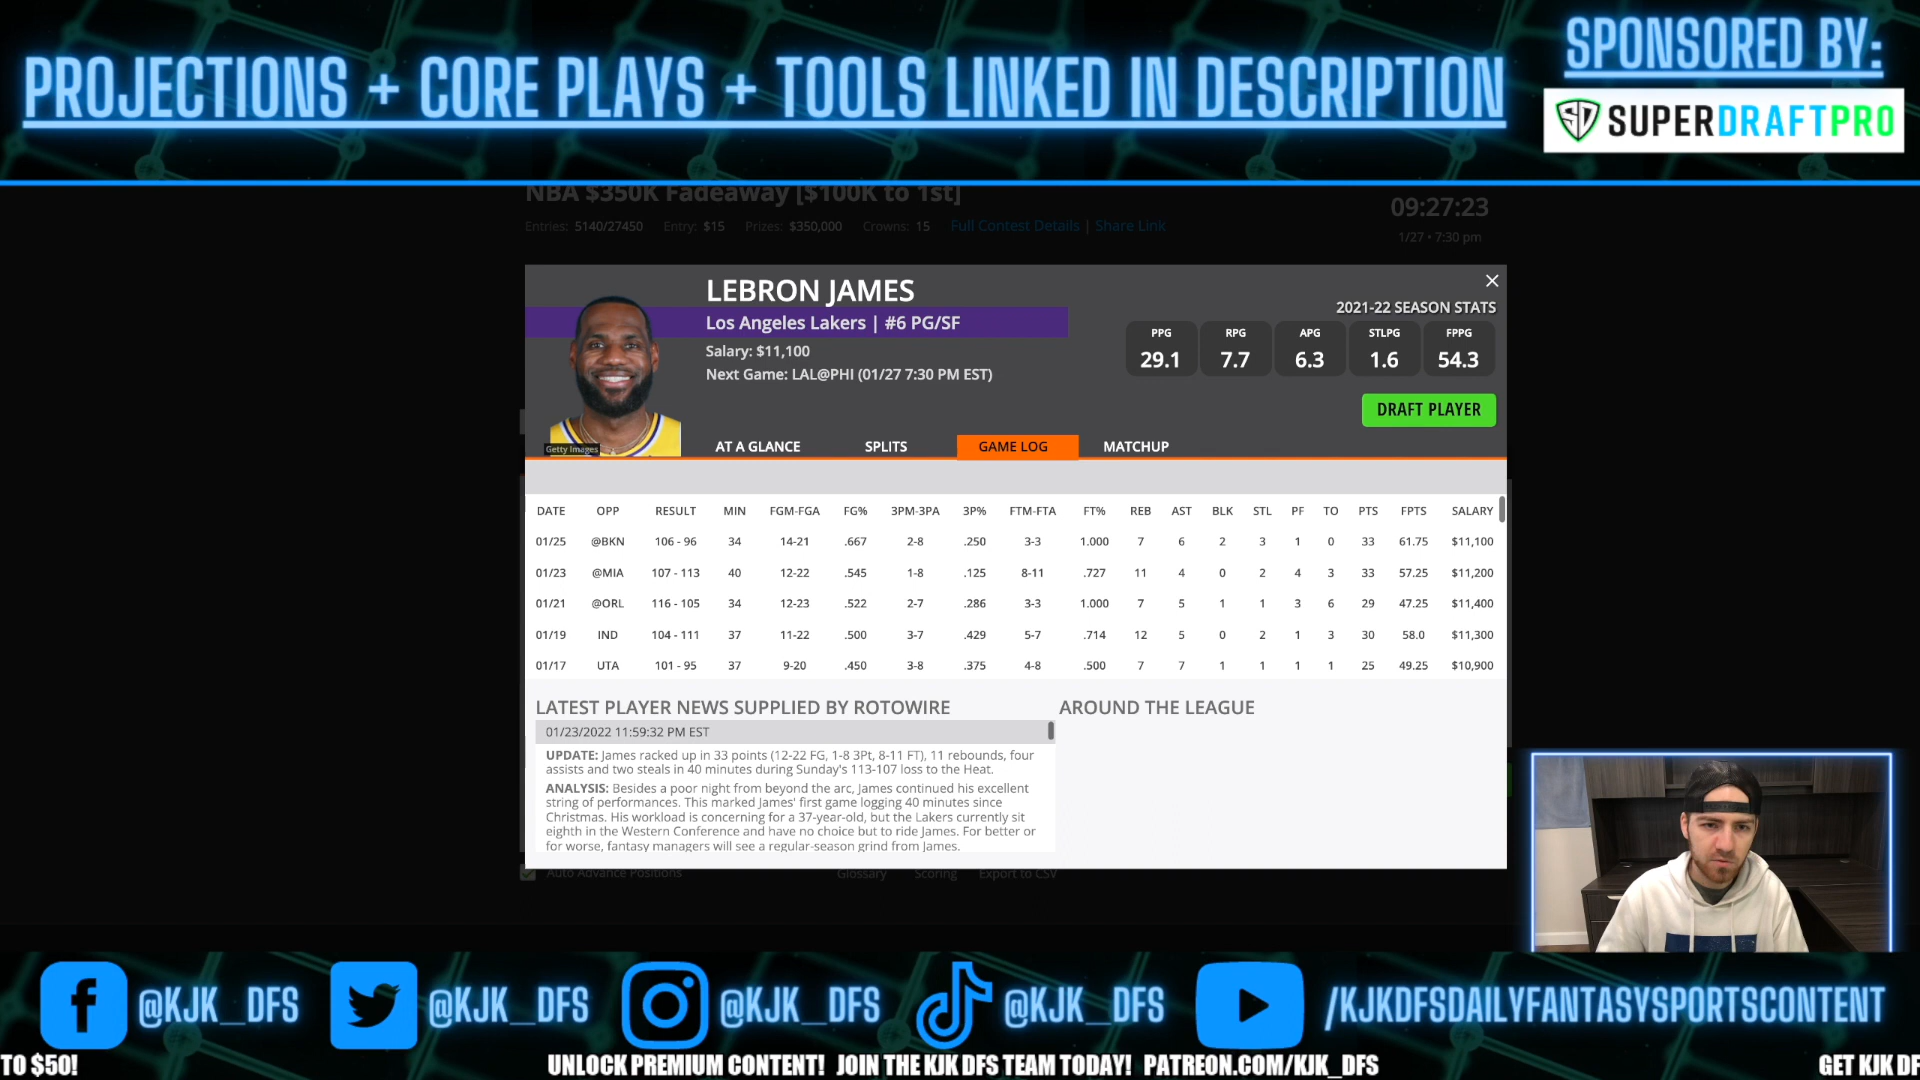 PROJECTIONS + CORE PLAYS + TOOLS LINKED IN DESCRIPTION
SPONSORED BY:
SD SUPERDRAFTPRO
NBA $350K Fadeaway [$100K to 1st]
09:27:23
Entries: 5140/27450 Entry: $15 Prizes: $350,000 Crowns: 15 Full Contest Details | Share Link
1/27 • 7:30 pm
LEBRON JAMES
Los Angeles Lakers | #6 PG/SF
Salary: $11,100
Next Game: LAL@PHI (01/27 7:30 PM EST)
2021-22 SEASON STATS
PPG RPG APG STLPG FPPG
29.1 7.7 6.3 1.6 54.3
DRAFT PLAYER
Getty Images
AT A GLANCE SPLITS GAME LOG MATCHUP
DATE OPP RESULT MIN FGM-FGA FG% 3PM-3PA 3P% FTM-FTA FT% REB AST BLK STL PF TO PTS FPTS SALARY
01/25 @BKN 106 - 96 34 14-21 .667 2-8 .250 3-3 1.000 7 6 2 3 1 0 33 61.75 $11,100
01/23 @MIA 107 - 113 40 12-22 .545 1-8 .125 8-11 .727 11 4 0 2 4 3 33 57.25 $11,200
01/21 @ORL 116 - 105 34 12-23 .522 2-7 .286 3-3 1.000 7 5 1 1 3 6 29 47.25 $11,400
01/19 IND 104 - 111 37 11-22 .500 3-7 .429 5-7 .714 12 5 0 2 1 3 30 58.0 $11,300
01/17 UTA 101 - 95 37 9-20 .450 3-8 .375 4-8 .500 7 7 1 1 1 1 25 49.25 $10,900
LATEST PLAYER NEWS SUPPLIED BY ROTOWIRE
01/23/2022 11:59:32 PM EST
UPDATE: James racked up in 33 points (12-22 FG, 1-8 3Pt, 8-11 FT), 11 rebounds, four
assists and two steals in 40 minutes during Sunday's 113-107 loss to the Heat.
ANALYSIS: Besides a poor night from beyond the arc, James continued his excellent
string of performances. This marked James' first game logging 40 minutes since
Christmas. His workload is concerning for a 37-year-old, but the Lakers currently sit
eighth in the Western Conference and have no choice but to ride James. For better or
for worse, fantasy managers will see a regular-season grind from James.
AROUND THE LEAGUE
Auto Advance Positions Glossary Scoring Export to CSV
@KJK_DFS @KJK_DFS @KJK_DFS @KJK_DFS /KJKDFSDAILYFANTASYSPORTSCONTENT
TO $50! UNLOCK PREMIUM CONTENT! JOIN THE KJK DFS TEAM TODAY! PATREON.COM/KJK_DFS GET KJK DF